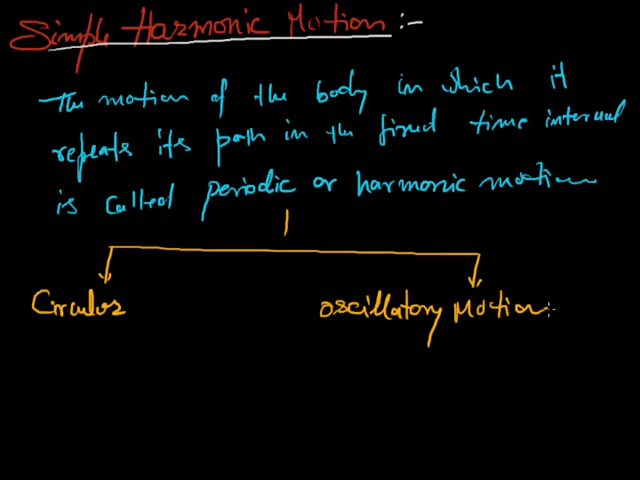 Simple Harmonic Motion :-
The motion of the body in which it
repeats its path in the fixed time interval
is called periodic or harmonic motion
Circular
oscillatory Motion